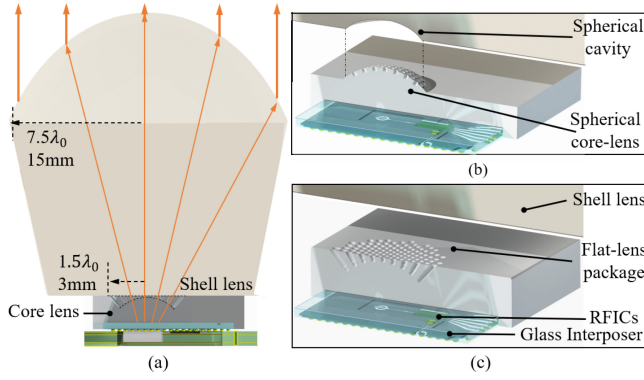 7.5λ₀
15mm
1.5λ₀
3mm
Shell lens
Core lens
(a)
Spherical
cavity
Spherical
core-lens
(b)
Shell lens
Flat-lens
package
RFICs
Glass Interposer
(c)